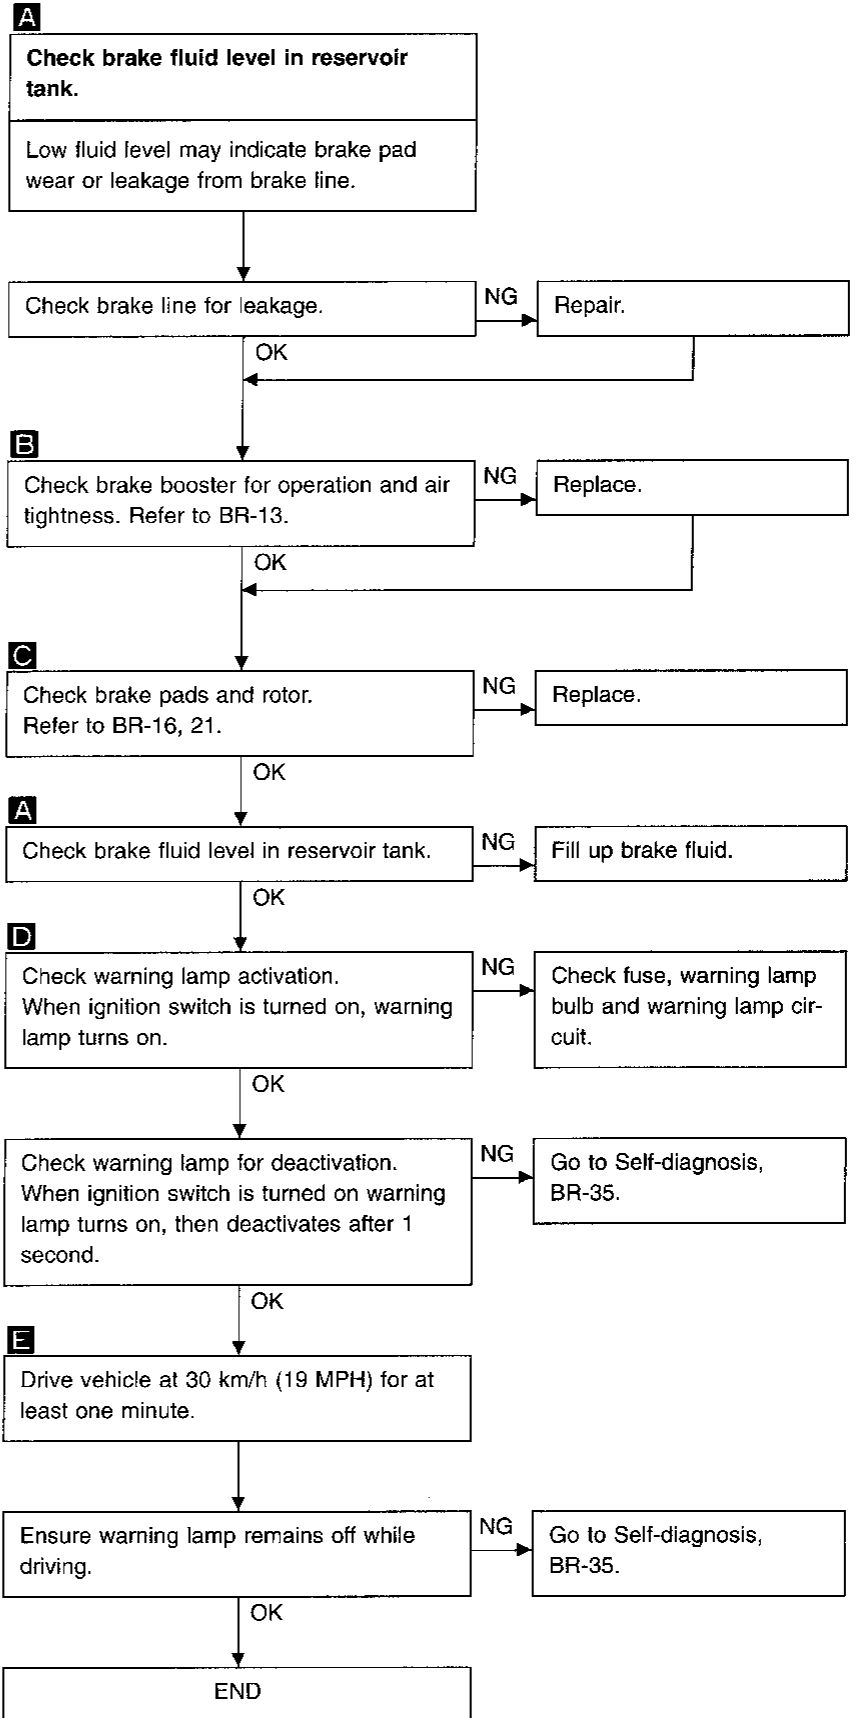 A
Check brake fluid level in reservoir
tank.
Low fluid level may indicate brake pad
wear or leakage from brake line.
Check brake line for leakage.
NG
Repair.
OK
B
Check brake booster for operation and air
tightness. Refer to BR-13.
NG
Replace.
OK
C
Check brake pads and rotor.
Refer to BR-16, 21.
NG
Replace.
OK
A
Check brake fluid level in reservoir tank.
NG
Fill up brake fluid.
OK
D
Check warning lamp activation.
When ignition switch is turned on, warning
lamp turns on.
NG
Check fuse, warning lamp
bulb and warning lamp cir-
cuit.
OK
Check warning lamp for deactivation.
When ignition switch is turned on warning
lamp turns on, then deactivates after 1
second.
NG
Go to Self-diagnosis,
BR-35.
OK
E
Drive vehicle at 30 km/h (19 MPH) for at
least one minute.
Ensure warning lamp remains off while
driving.
NG
Go to Self-diagnosis,
BR-35.
OK
END